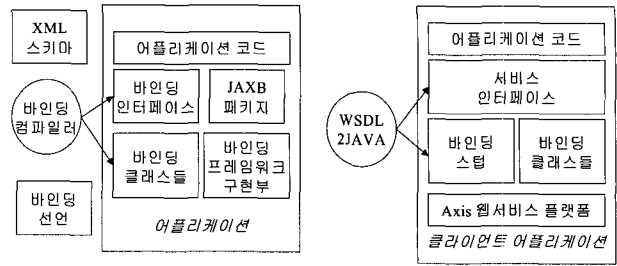 XML
스키마
바인딩
컴파일러
바인딩
선언
어플리케이션 코드
바인딩
인터페이스
JAXB
패키지
바인딩
클래스들
바인딩
프레임워크
구현부
어플리케이션
WSDL
2JAVA
어플리케이션 코드
서비스
인터페이스
바인딩
스텁
바인딩
클래스들
Axis 웹서비스 플랫폼
클라이언트 어플리케이션